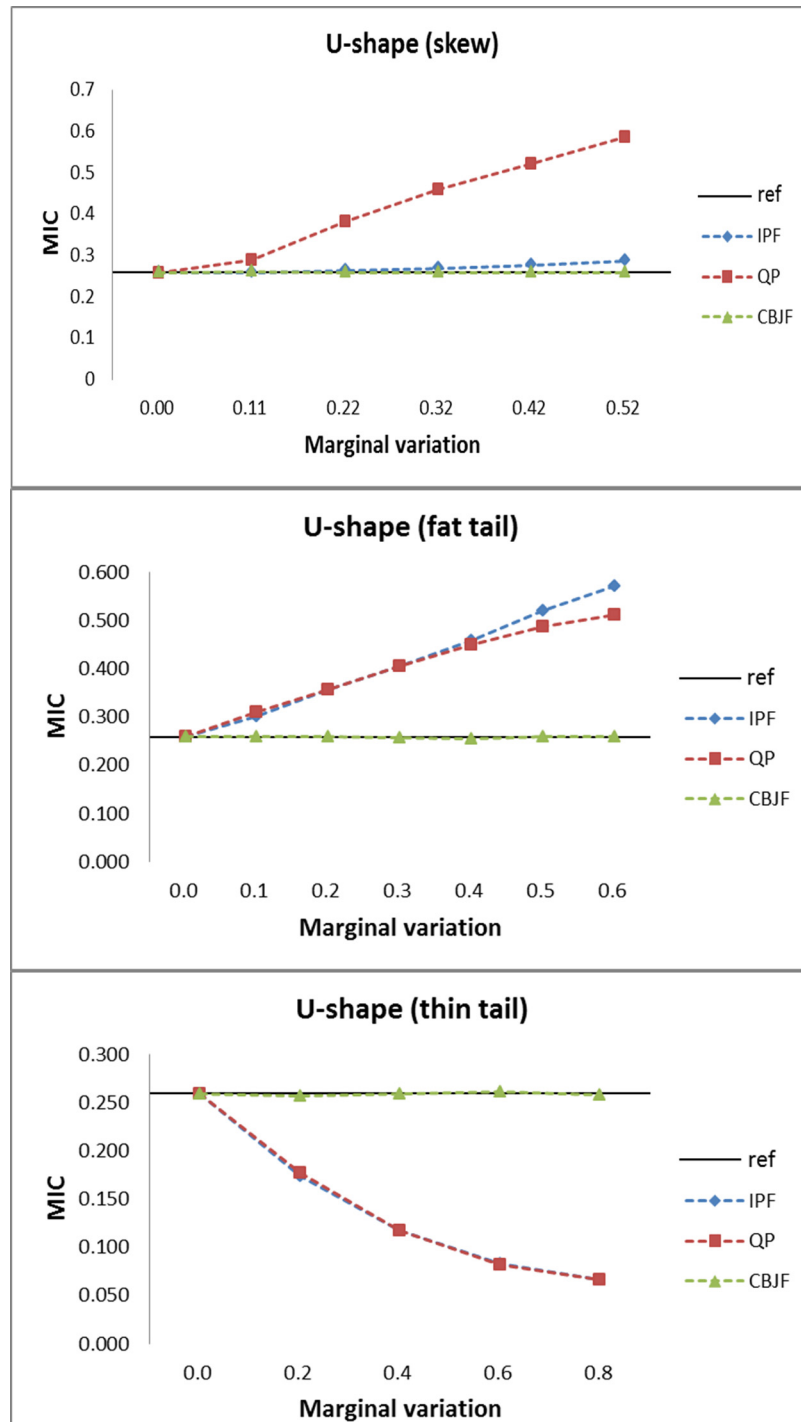 U-shape (skew)
0.7
0.6
0.5
0.4
0.3
0.2
0.1
0
MIC
0.00 0.11 0.22 0.32 0.42 0.52
Marginal variation
ref
IPF
QP
CBJF
U-shape (fat tail)
0.600
0.500
0.400
0.300
0.200
0.100
0.000
MIC
0.0 0.1 0.2 0.3 0.4 0.5 0.6
Marginal variation
ref
IPF
QP
CBJF
U-shape (thin tail)
0.300
0.250
0.200
0.150
0.100
0.050
0.000
MIC
0.0 0.2 0.4 0.6 0.8
Marginal variation
ref
IPF
QP
CBJF